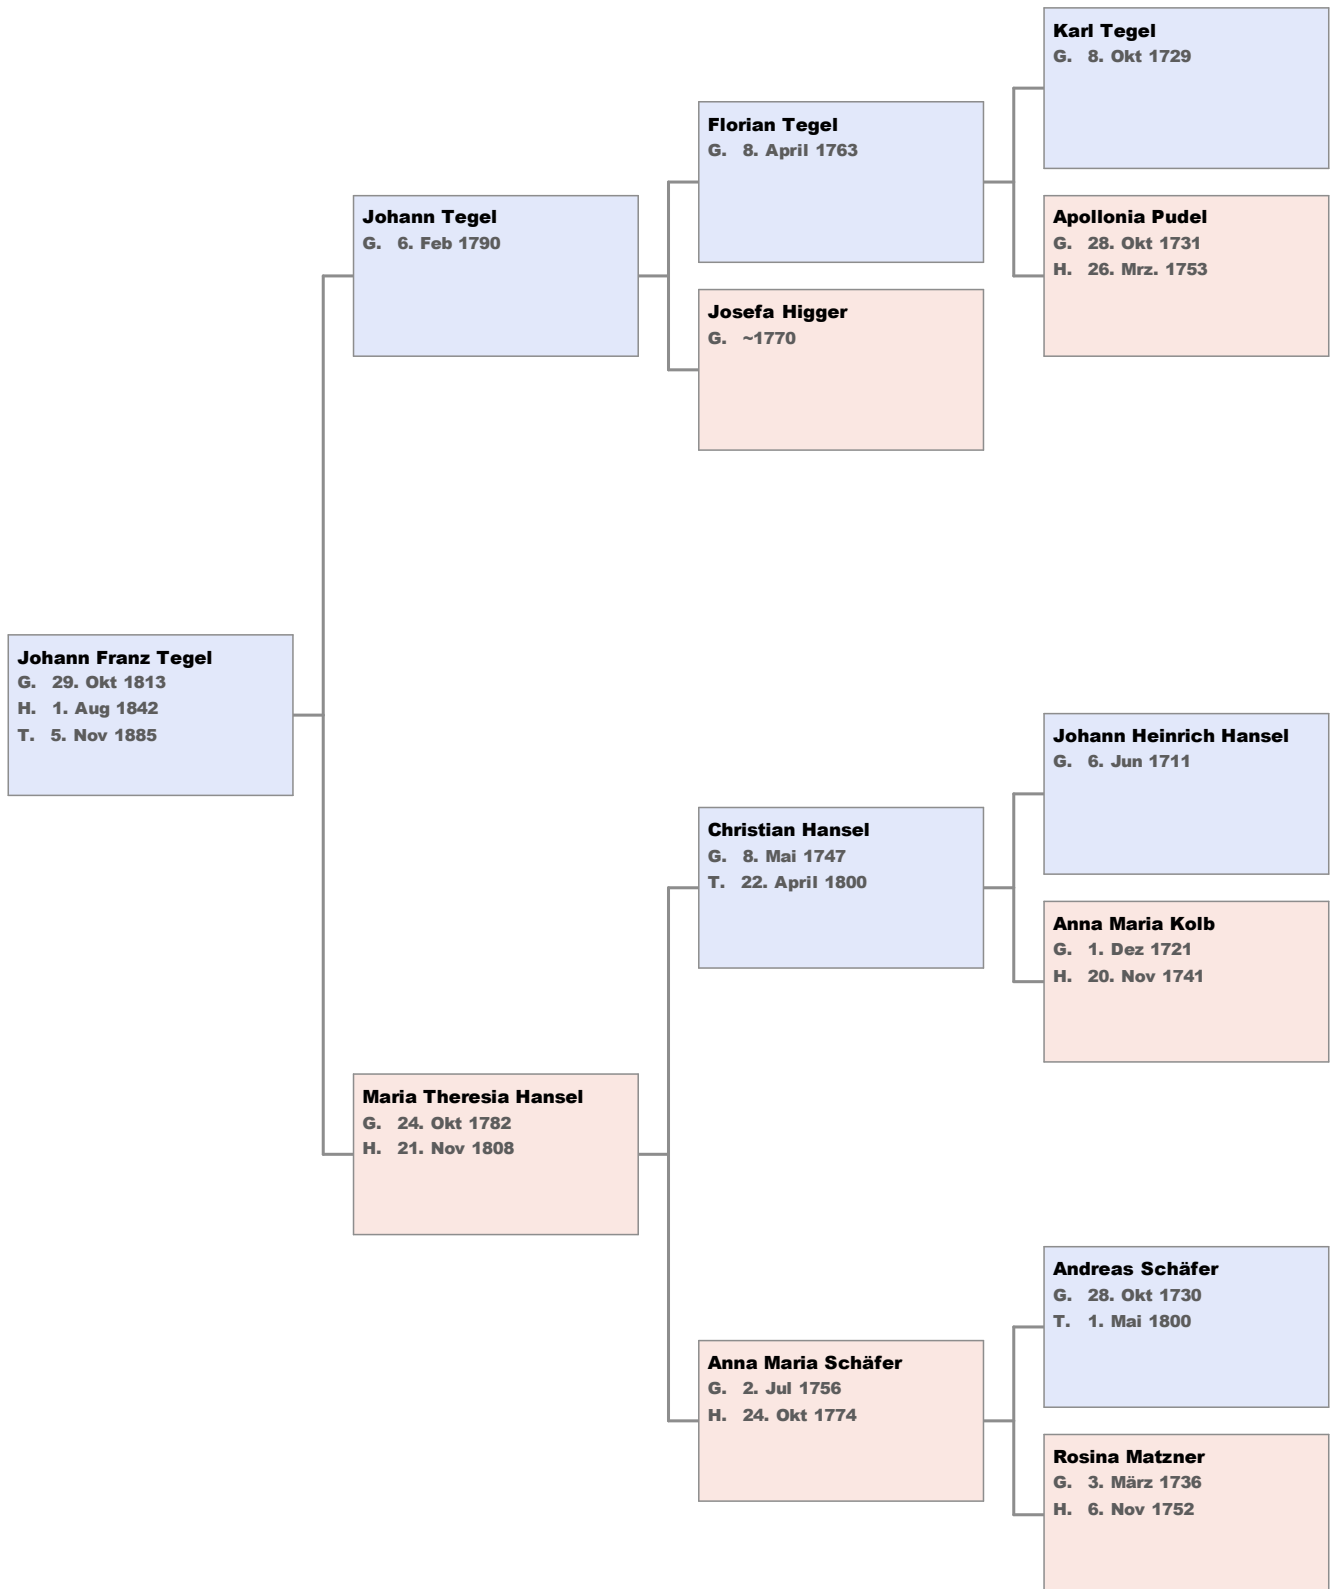 Karl Tegel
G. 8. Okt 1729
Florian Tegel
G. 8. April 1763
Johann Tegel
G. 6. Feb 1790
Apollonia Pudel
G. 28. Okt 1731
H. 26. Mrz. 1753
Josefa Higger
G. ~1770
Johann Franz Tegel
G. 29. Okt 1813
H. 1. Aug 1842
T. 5. Nov 1885
Johann Heinrich Hansel
G. 6. Jun 1711
Christian Hansel
G. 8. Mai 1747
T. 22. April 1800
Anna Maria Kolb
G. 1. Dez 1721
H. 20. Nov 1741
Maria Theresia Hansel
G. 24. Okt 1782
H. 21. Nov 1808
Andreas Schäfer
G. 28. Okt 1730
T. 1. Mai 1800
Anna Maria Schäfer
G. 2. Jul 1756
H. 24. Okt 1774
Rosina Matzner
G. 3. März 1736
H. 6. Nov 1752